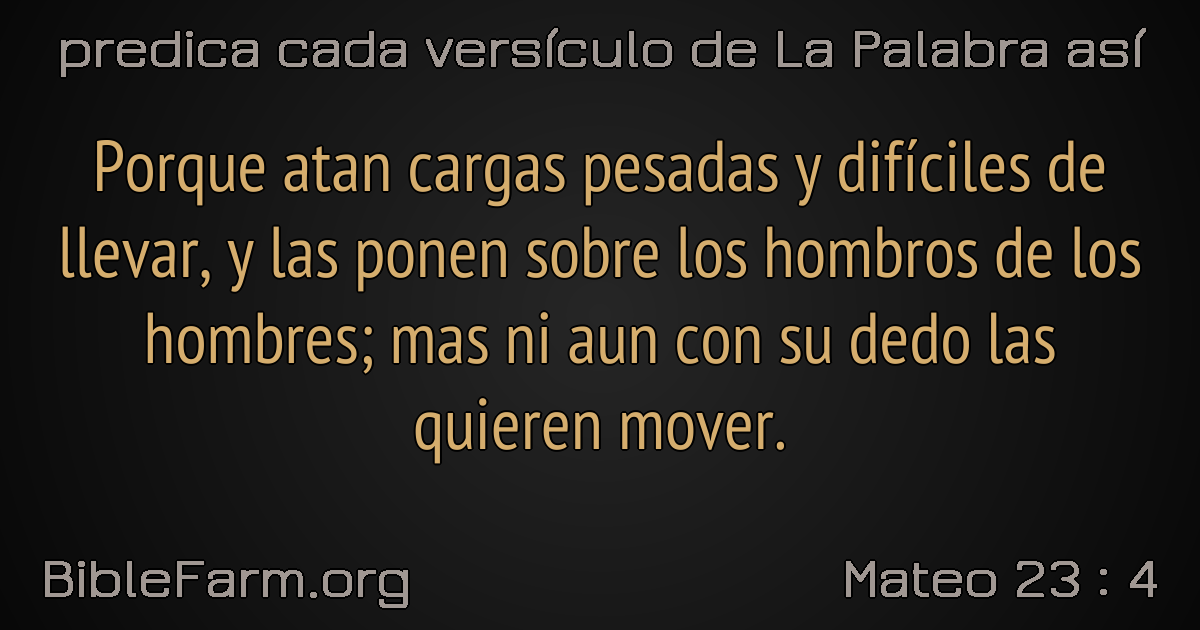 predica cada versículo de La Palabra así
Porque atan cargas pesadas y difíciles de
llevar, y las ponen sobre los hombros de los
hombres; mas ni aun con su dedo las
quieren mover.
BibleFarm.org
Mateo 23 : 4